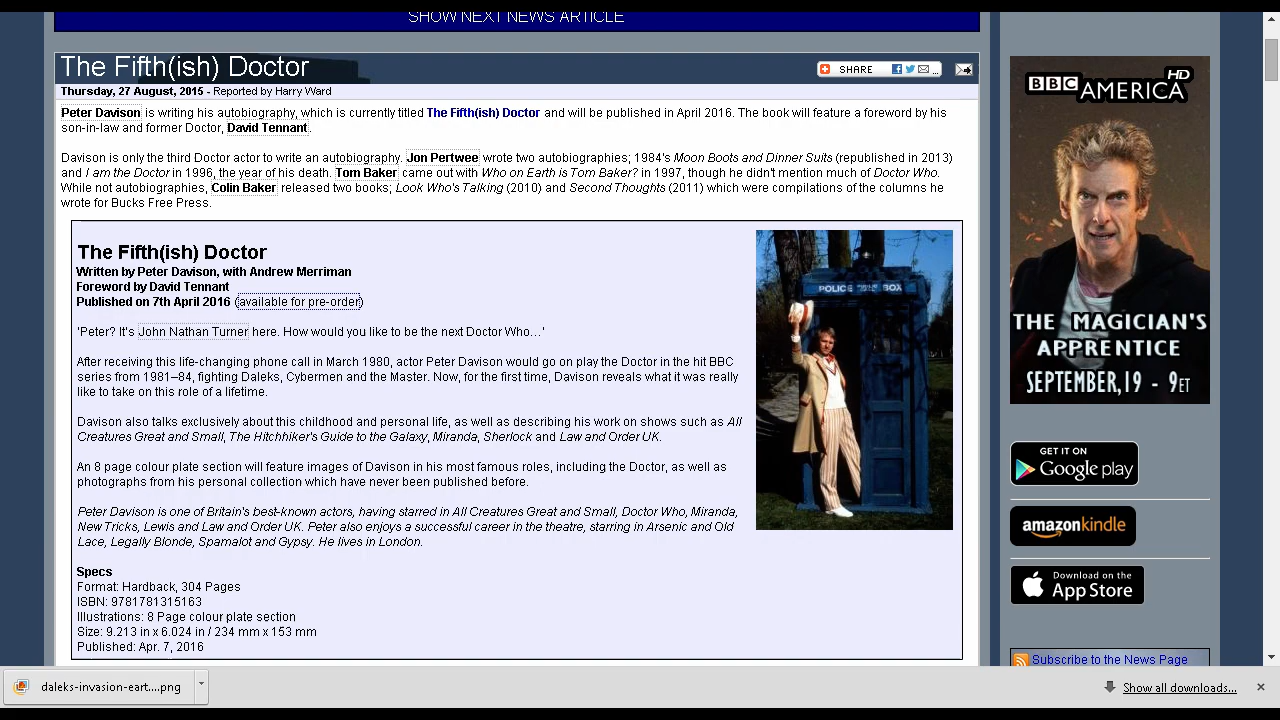 SHOW NEXT NEWS ARTICLE
The Fifth(ish) Doctor
SHARE ...
Thursday, 27 August, 2015 - Reported by Harry Ward
Peter Davison is writing his autobiography, which is currently titled The Fifth(ish) Doctor and will be published in April 2016. The book will feature a foreword by his
son-in-law and former Doctor, David Tennant.
Davison is only the third Doctor actor to write an autobiography. Jon Pertwee wrote two autobiographies; 1984's Moon Boots and Dinner Suits (republished in 2013)
and I am the Doctor in 1996, the year of his death. Tom Baker came out with Who on Earth is Tom Baker? in 1997, though he didn't mention much of Doctor Who.
While not autobiographies, Colin Baker released two books; Look Who's Talking (2010) and Second Thoughts (2011) which were compilations of the columns he
wrote for Bucks Free Press.
The Fifth(ish) Doctor
Written by Peter Davison, with Andrew Merriman
Foreword by David Tennant
Published on 7th April 2016 (available for pre-order)
'Peter? It's John Nathan Turner here. How would you like to be the next Doctor Who...'
After receiving this life-changing phone call in March 1980, actor Peter Davison would go on play the Doctor in the hit BBC
series from 1981–84, fighting Daleks, Cybermen and the Master. Now, for the first time, Davison reveals what it was really
like to take on this role of a lifetime.
Davison also talks exclusively about this childhood and personal life, as well as describing his work on shows such as All
Creatures Great and Small, The Hitchhiker's Guide to the Galaxy, Miranda, Sherlock and Law and Order UK.
An 8 page colour plate section will feature images of Davison in his most famous roles, including the Doctor, as well as
photographs from his personal collection which have never been published before.
Peter Davison is one of Britain's best-known actors, having starred in All Creatures Great and Small, Doctor Who, Miranda,
New Tricks, Lewis and Law and Order UK. Peter also enjoys a successful career in the theatre, starring in Arsenic and Old
Lace, Legally Blonde, Spamalot and Gypsy. He lives in London.
Specs
Format: Hardback, 304 Pages
ISBN: 9781781315163
Illustrations: 8 Page colour plate section
Size: 9.213 in x 6.024 in / 234 mm x 153 mm
Published: Apr. 7, 2016
POLICE PUBLIC CALL BOX
BBC AMERICA HD
THE MAGICIAN'S
APPRENTICE
SEPTEMBER,19 - 9ET
GET IT ON
Google play
amazonkindle
Download on the
App Store
Subscribe to the News Page
daleks-invasion-eart....png
Show all downloads...